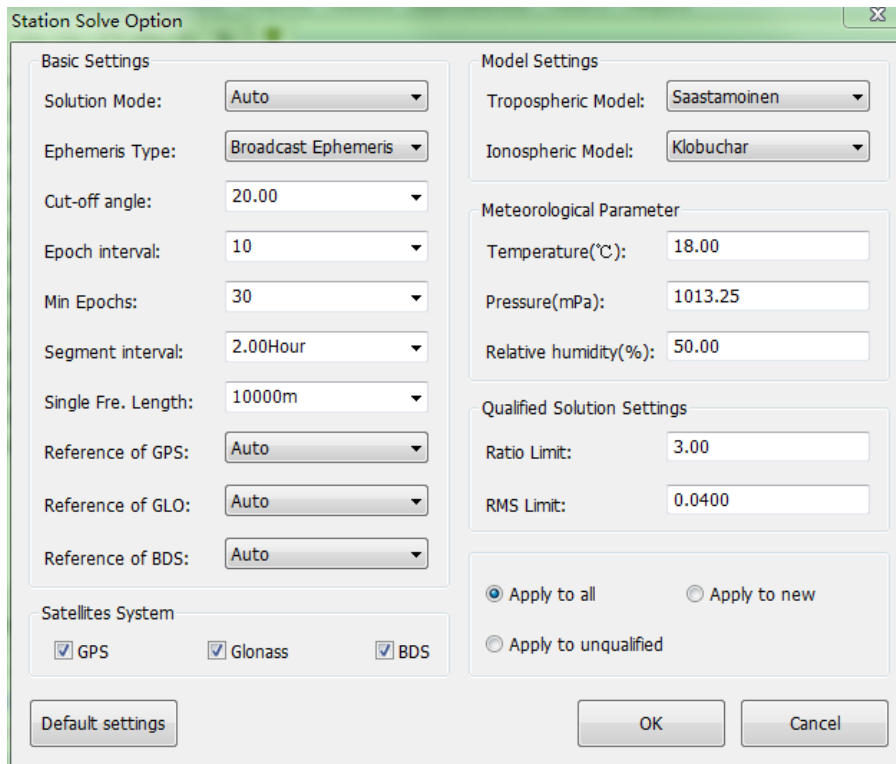 Station Solve Option
Basic Settings
Solution Mode: Auto
Ephemeris Type: Broadcast Ephemeris
Cut-off angle: 20.00
Epoch interval: 10
Min Epochs: 30
Segment interval: 2.00Hour
Single Fre. Length: 10000m
Reference of GPS: Auto
Reference of GLO: Auto
Reference of BDS: Auto
Satellites System
GPS Glonass BDS
Model Settings
Tropospheric Model: Saastamoinen
Ionospheric Model: Klobuchar
Meteorological Parameter
Temperature(℃): 18.00
Pressure(mPa): 1013.25
Relative humidity(%): 50.00
Qualified Solution Settings
Ratio Limit: 3.00
RMS Limit: 0.0400
Apply to all Apply to new
Apply to unqualified
Default settings OK Cancel